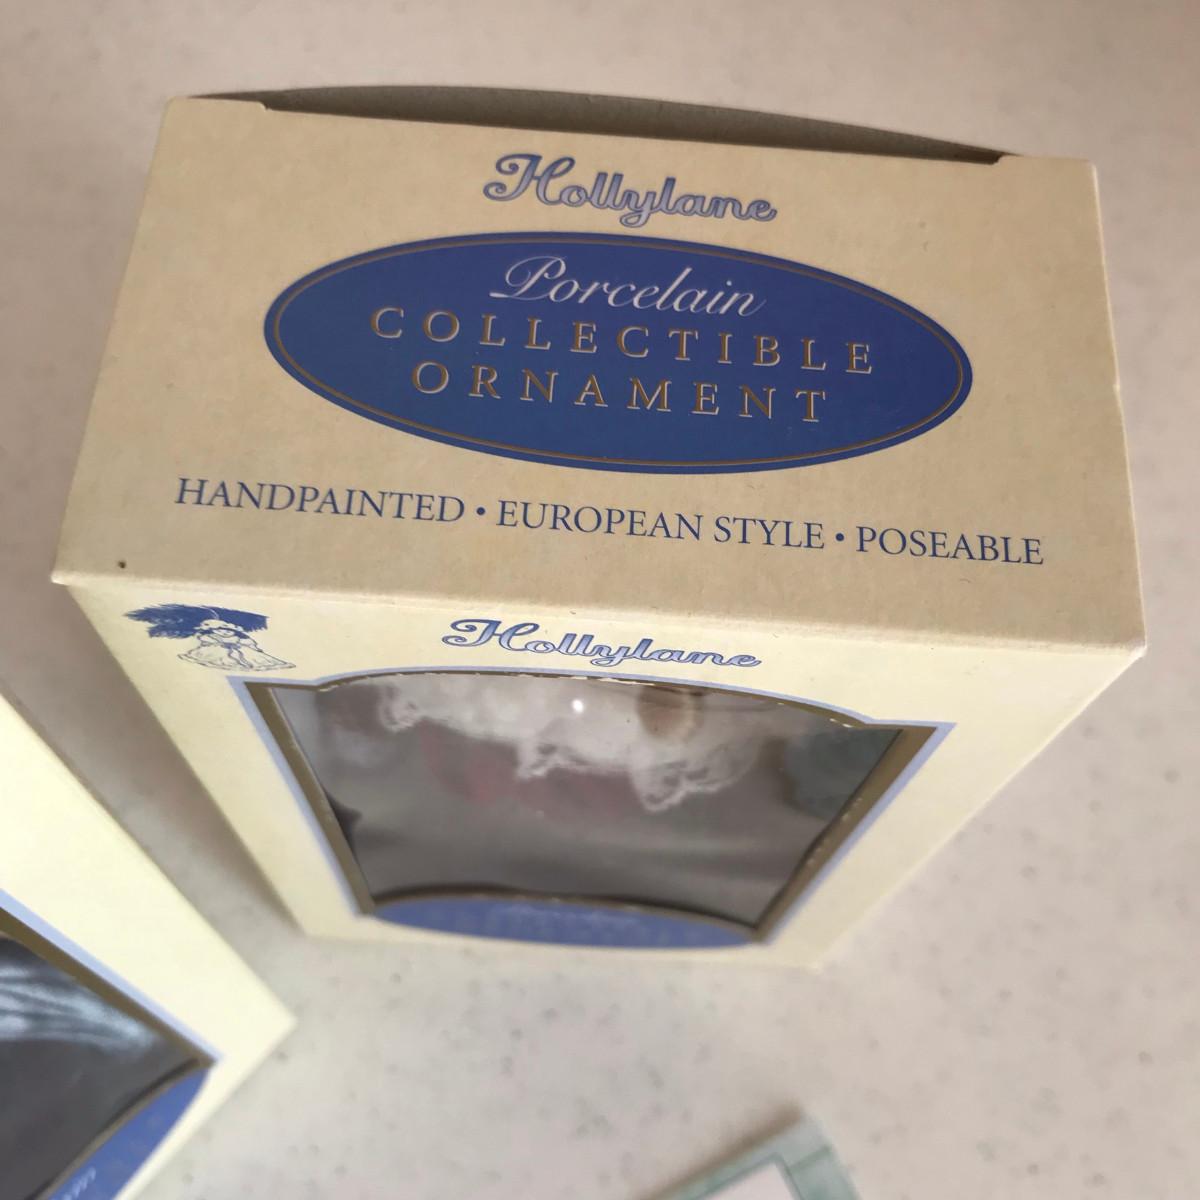 Hollylane
Porcelain
COLLECTIBLE
ORNAMENT
HANDPAINTED • EUROPEAN STYLE • POSEABLE
Hollylane